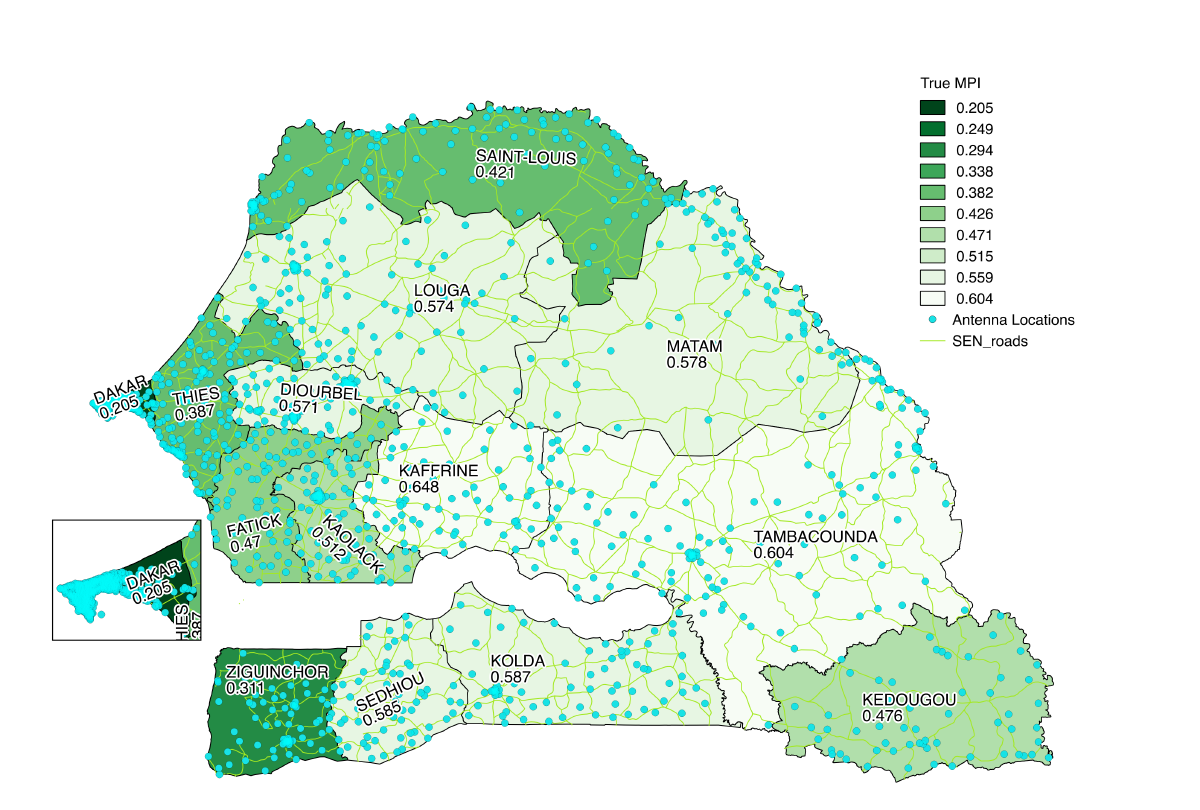 True MPI
0.205
0.249
0.294
0.338
0.382
0.426
0.471
0.515
0.559
0.604
Antenna Locations
SEN_roads
SAINT-LOUIS
0.421
LOUGA
0.574
MATAM
0.578
DAKAR
0.205
THIES
0.387
DIOURBEL
0.571
KAFFRINE
0.648
FATICK
0.47
KAOLACK
0.512
TAMBACOUNDA
0.604
DAKAR
0.205
HIES
387
ZIGUINCHOR
0.311
SEDHIOU
0.585
KOLDA
0.587
KEDOUGOU
0.476